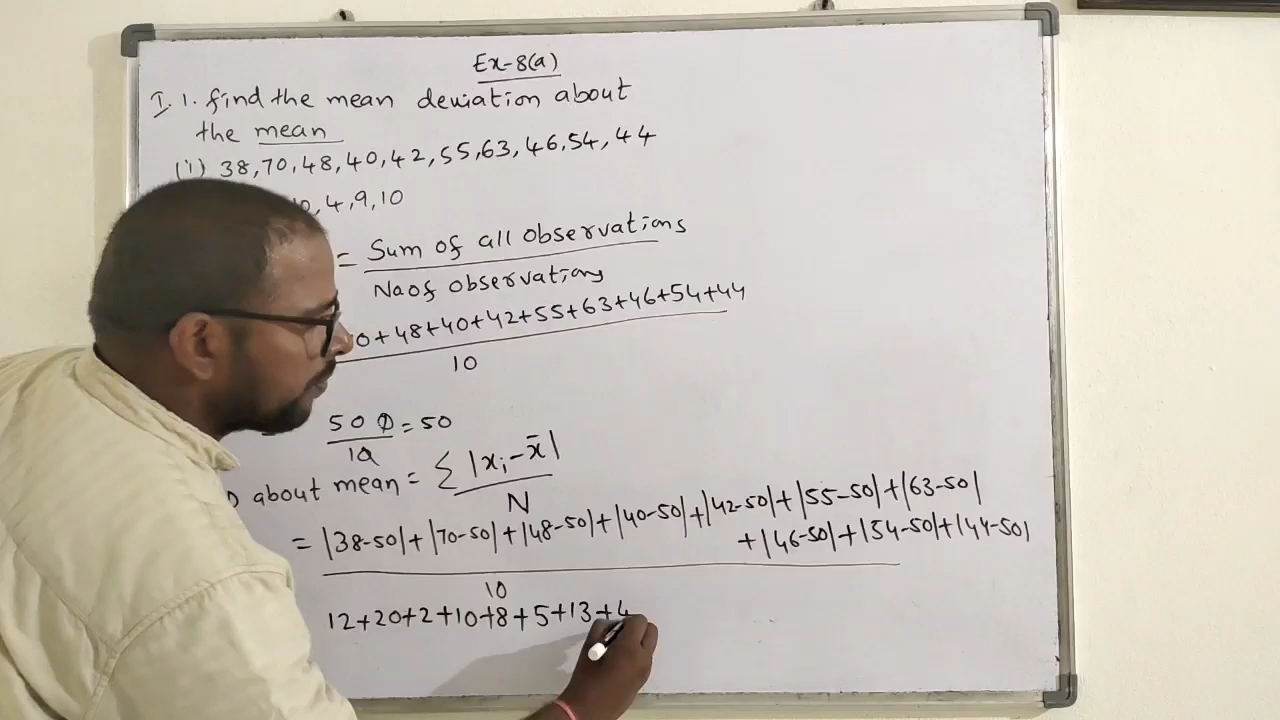 Ex-8(a)
I. 1. find the mean deviation about
the mean
(i) 38,70,48,40,42,55,63,46,54,44
,4,9,10
= Sum of all observations
No of observations
0+48+40+42+55+63+46+54+44
10
500 = 50
10
about mean = Σ |xᵢ-x̄|
N
= |38-50|+|70-50|+|48-50|+|40-50|+|42-50|+|55-50|+|63-50|
+|46-50|+|54-50|+|44-50|
10
12+20+2+10+8+5+13+4